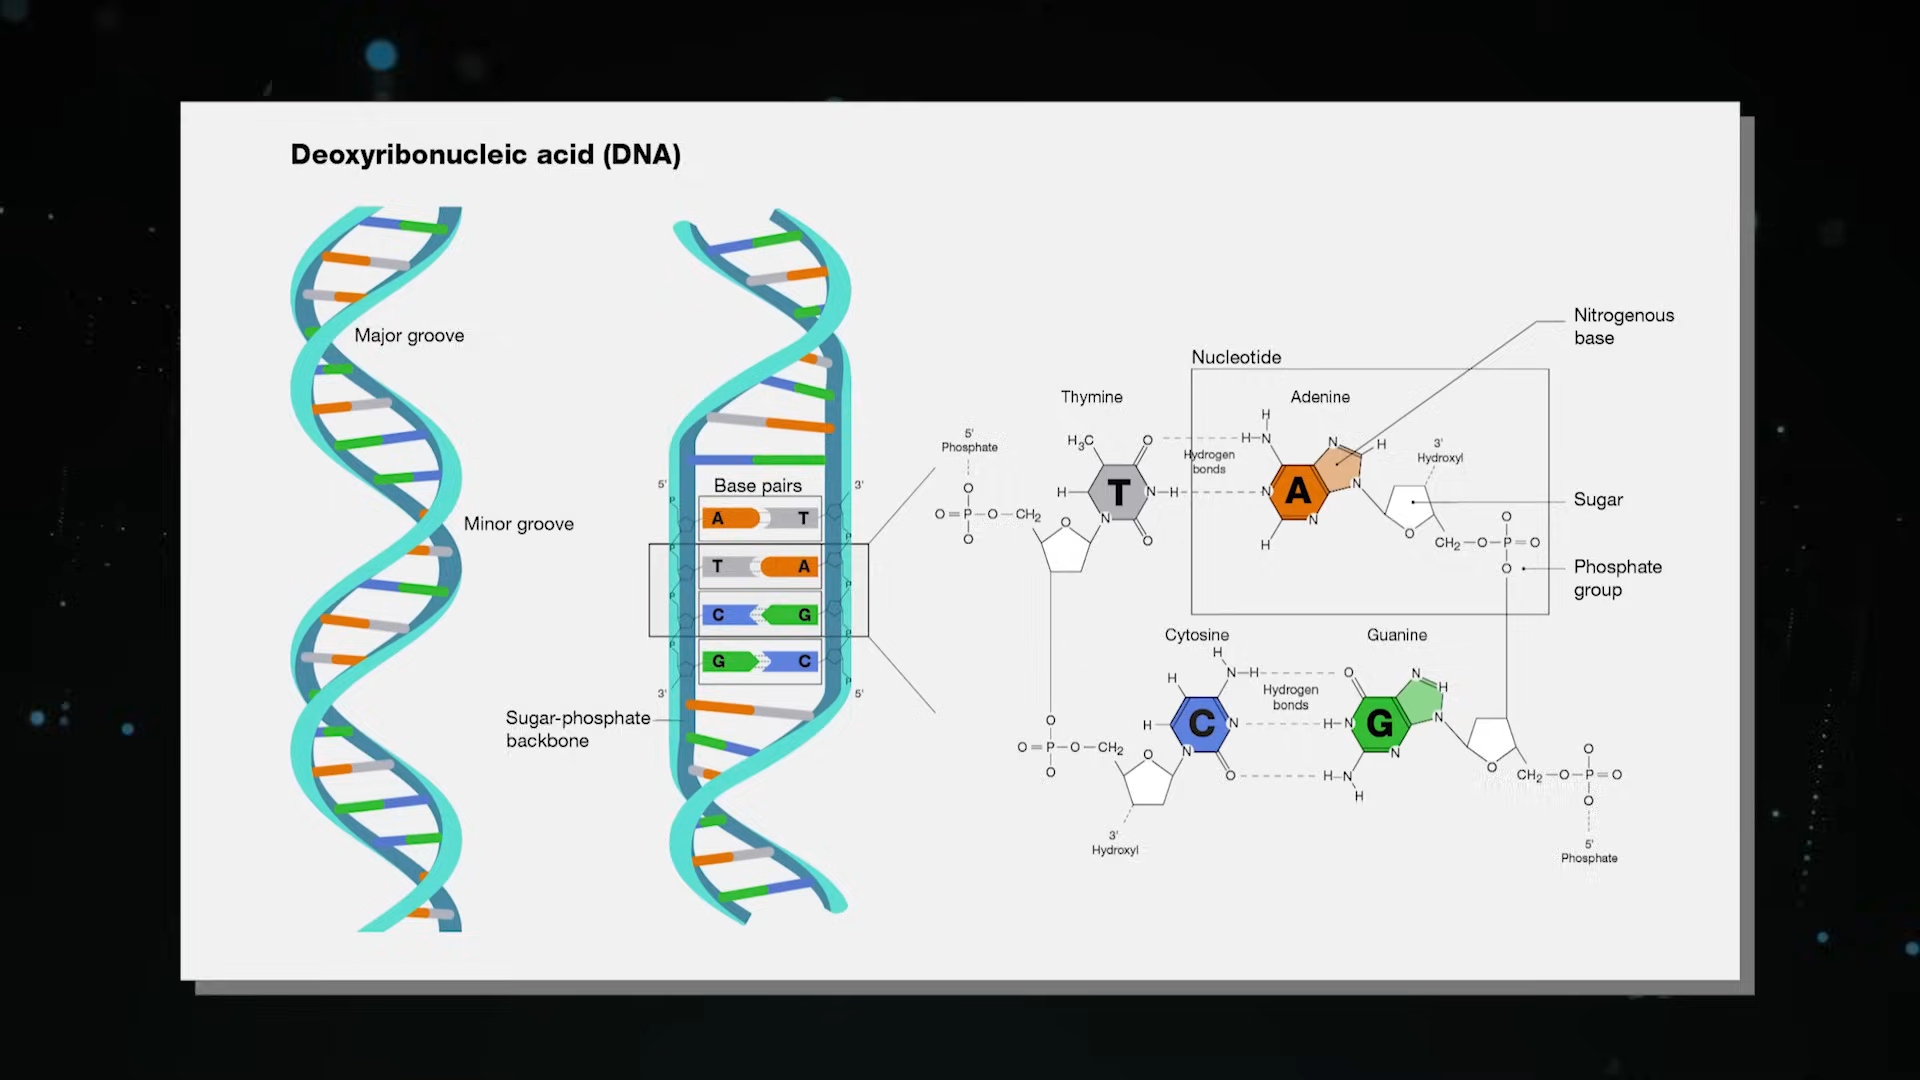 Deoxyribonucleic acid (DNA)
Major groove
Minor groove
Sugar-phosphate
backbone
5'
3'
Base pairs
A T
T A
C G
G C
3'
5'
P
P
P
P
P
P
P
P
Nitrogenous
base
Nucleotide
Thymine
Adenine
5'
Phosphate
H₃C
O
H
H–N
Hydrogen
bonds
N
H
3'
Hydroxyl
H
T
N–H
N
A
N
N
H
O
O=P–O–CH₂
O
O
N
O
O
CH₂–O–P=O
O
O
Sugar
Phosphate
group
Cytosine
Guanine
H
H
N–H
O
N
H
Hydrogen
bonds
H
C
N
H–N
G
N
N
N
O
H–N
H
O
O=P–O–CH₂
O
O
3'
Hydroxyl
O
O
CH₂–O–P=O
O
5'
Phosphate